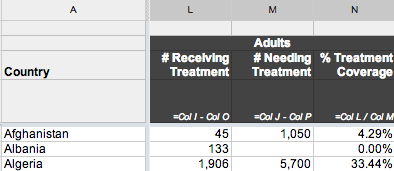 A L M N
Adults
# Receiving # Needing % Treatment
Country Treatment Treatment Coverage
=Col I - Col O =Col J - Col P =Col L / Col M
Afghanistan 45 1,050 4.29%
Albania 133 0.00%
Algeria 1,906 5,700 33.44%